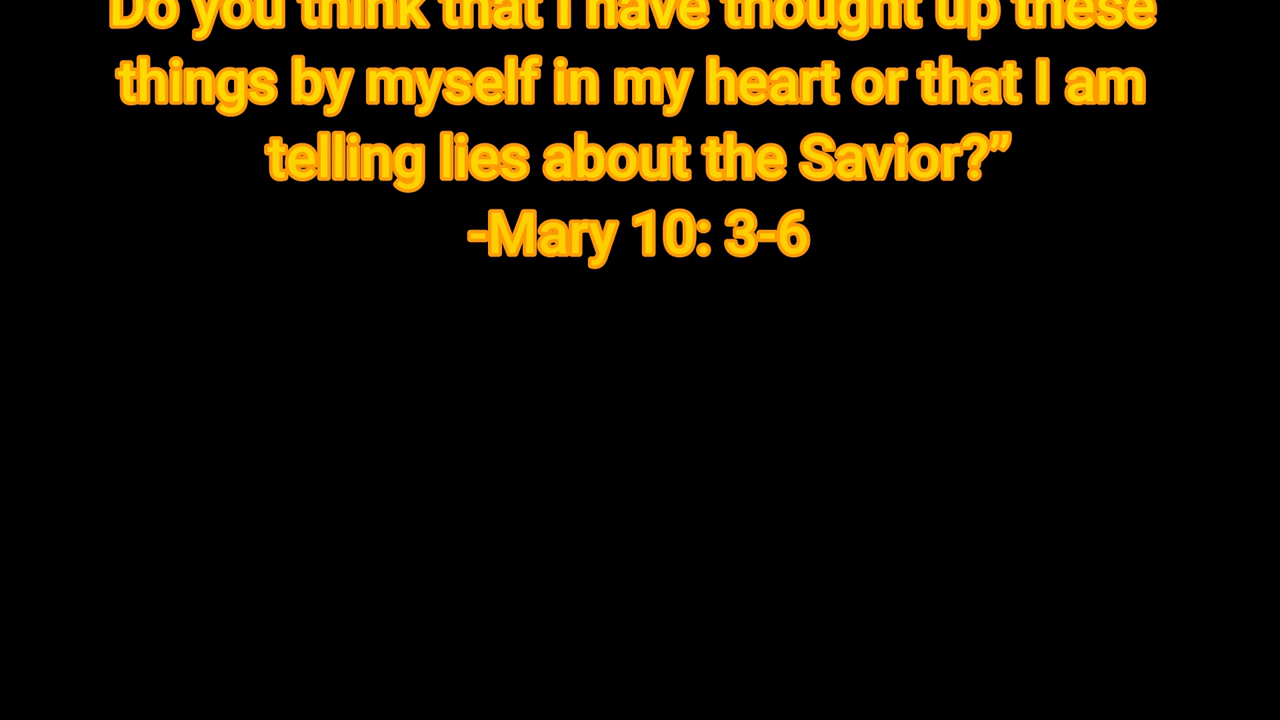 Do you think that I have thought up these
things by myself in my heart or that I am
telling lies about the Savior?”
-Mary 10: 3-6